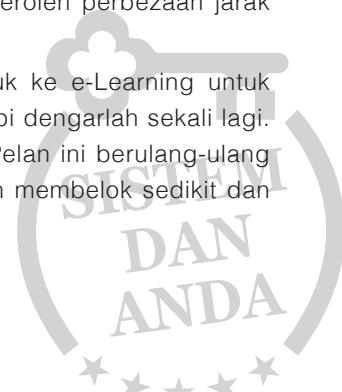 eroleh perbezaan jarak
uk ke e-Learning untuk
pi dengarlah sekali lagi.
Pelan ini berulang-ulang
n membelok sedikit dan
SISTEM
DAN
ANDA